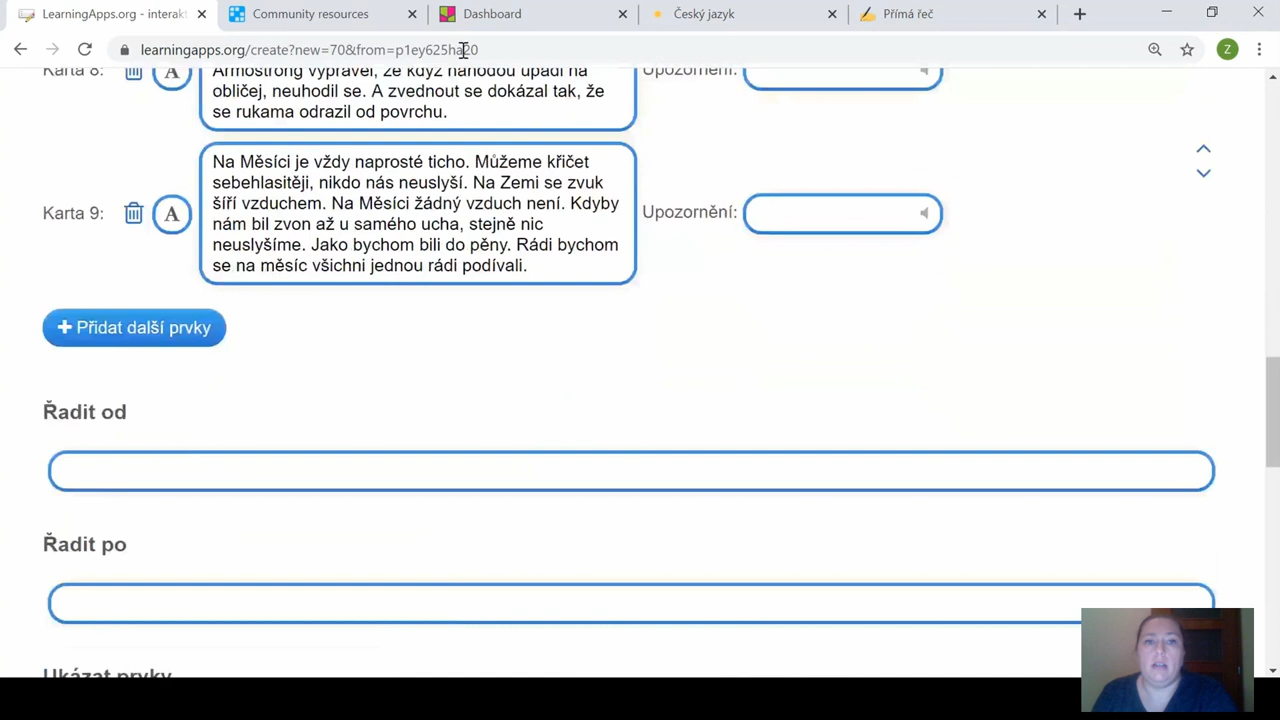 LearningApps.org - interakt
Community resources
Dashboard
Český jazyk
Přímá řeč
learningapps.org/create?new=70&from=p1ey625ha20
Z
Karta 8:
A
Armostrong vyprávěl, že když náhodou upadl na
obličej, neuhodil se. A zvednout se dokázal tak, že
se rukama odrazil od povrchu.
Upozornění:
Karta 9:
A
Na Měsíci je vždy naprosté ticho. Můžeme křičet
sebehlasitěji, nikdo nás neuslyší. Na Zemi se zvuk
šíří vzduchem. Na Měsíci žádný vzduch není. Kdyby
nám bil zvon až u samého ucha, stejně nic
neuslyšíme. Jako bychom bili do pěny. Rádi bychom
se na měsíc všichni jednou rádi podívali.
Upozornění:
+ Přidat další prvky
Řadit od
Řadit po
Ukázat prvky